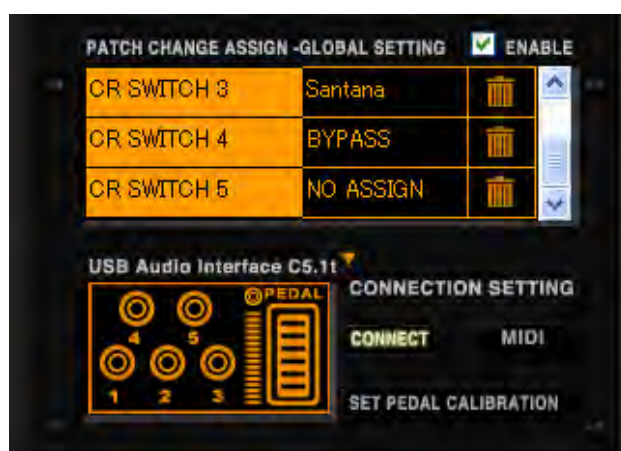 PATCH CHANGE ASSIGN -GLOBAL SETTING ENABLE
CR SWITCH 3 Santana
CR SWITCH 4 BYPASS
CR SWITCH 5 NO ASSIGN
USB Audio Interface C5.1t
PEDAL
CONNECTION SETTING
4 5
CONNECT MIDI
1 2 3
SET PEDAL CALIBRATION